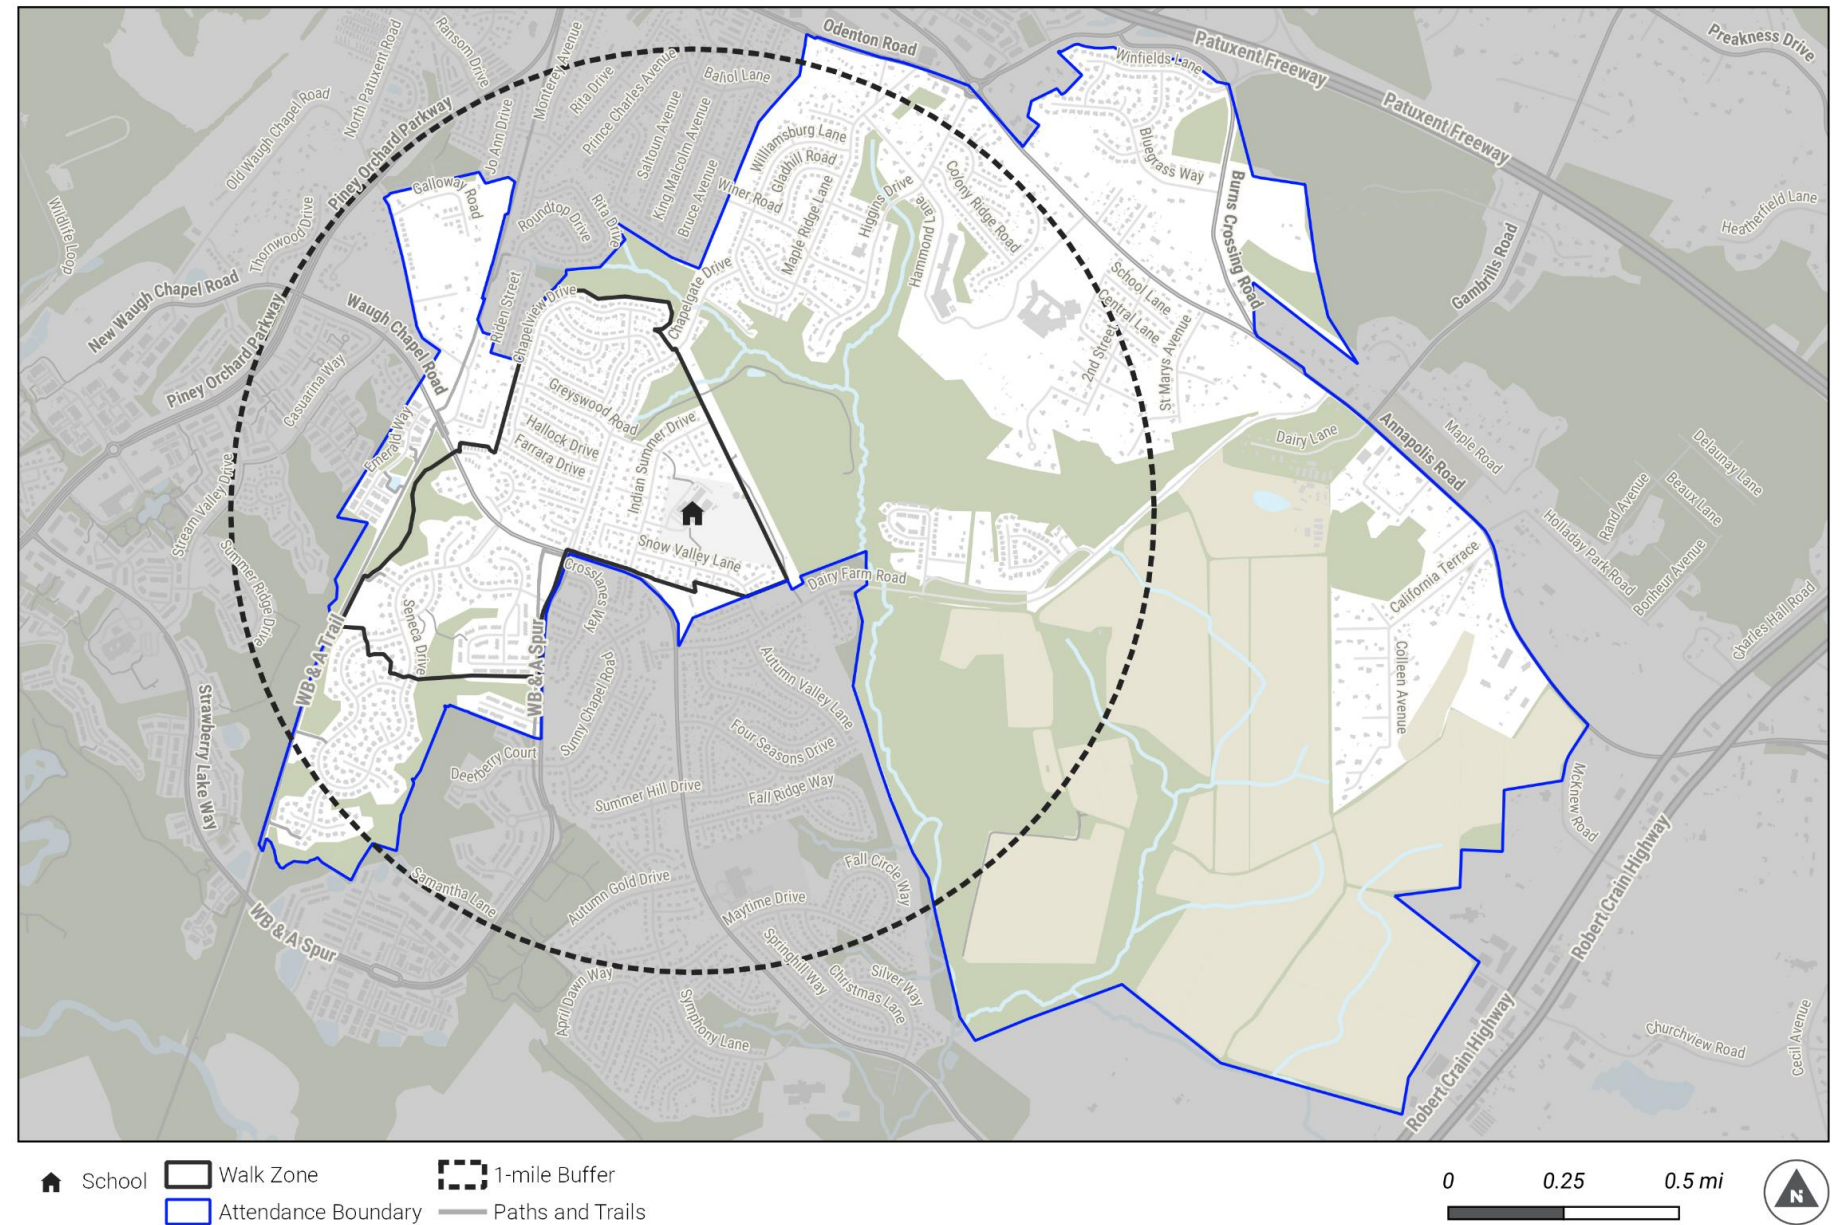 Odenton Road
Patuxent Freeway
Preakness Drive
Ransom Drive
North Patuxent Road
Monterey Avenue
Rita Drive
Prince Charles Avenue
Baliol Lane
Winfields Lane
Patuxent Freeway
Old Waugh Chapel Road
Piney Orchard Parkway
Jo Ann Drive
Saltoun Avenue
King Malcolm Avenue
Bruce Avenue
Williamsburg Lane
Gladhill Road
Winer Road
Maple Ridge Lane
Higgins Drive
Hammond Lane
Colony Ridge Road
Bluegrass Way
Burns Crossing Road
Gambrills Road
Heatherfield Lane
Wildlife Loop
Thornwood Drive
Galloway Road
Roundtop Drive
Rita Drive
New Waugh Chapel Road
Waugh Chapel Road
Riden Street
Chapelview Drive
Chapelgate Drive
School Lane
Central Lane
2nd Street
St Marys Avenue
Piney Orchard Parkway
Casuarina Way
Emerald Way
Greyswood Road
Hallock Drive
Farrara Drive
Indian Summer Drive
Dairy Lane
Annapolis Road
Maple Road
Delaunay Lane
Beaux Lane
Rand Avenue
Holladay Park Road
Bonheur Avenue
Stream Valley Drive
Summer Ridge Drive
Snow Valley Lane
Dairy Farm Road
Crosslanes Way
California Terrace
Colleen Avenue
Charles Hall Road
Seneca Drive
WB & A Trail
WB & A Spur
Sunny Chapel Road
Autumn Valley Lane
Strawberry Lake Way
Four Seasons Drive
Deerberry Court
Summer Hill Drive
Fall Ridge Way
McKnew Road
Robert Crain Highway
Samantha Lane
Autumn Gold Drive
Fall Circle Way
Maytime Drive
WB & A Spur
April Dawn Way
Symphony Lane
Springhill Way
Christmas Lane
Silver Way
Robert Crain Highway
Churchview Road
Cecil Avenue
School
Walk Zone
1-mile Buffer
Attendance Boundary
Paths and Trails
0 0.25 0.5 mi
N